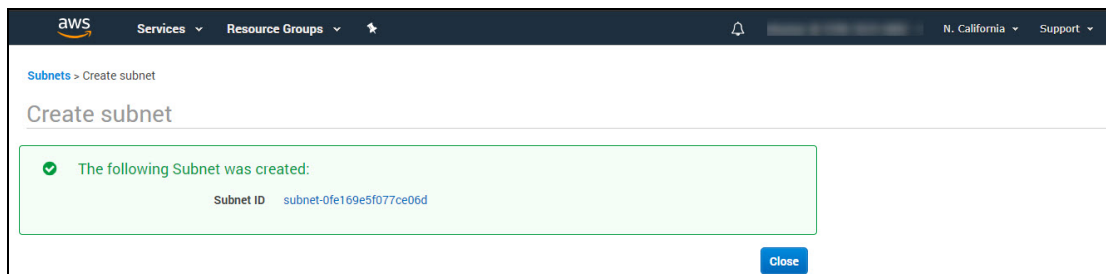 aws Services Resource Groups N. California Support
Subnets > Create subnet
Create subnet
The following Subnet was created:
Subnet ID subnet-0fe169e5f077ce06d
Close